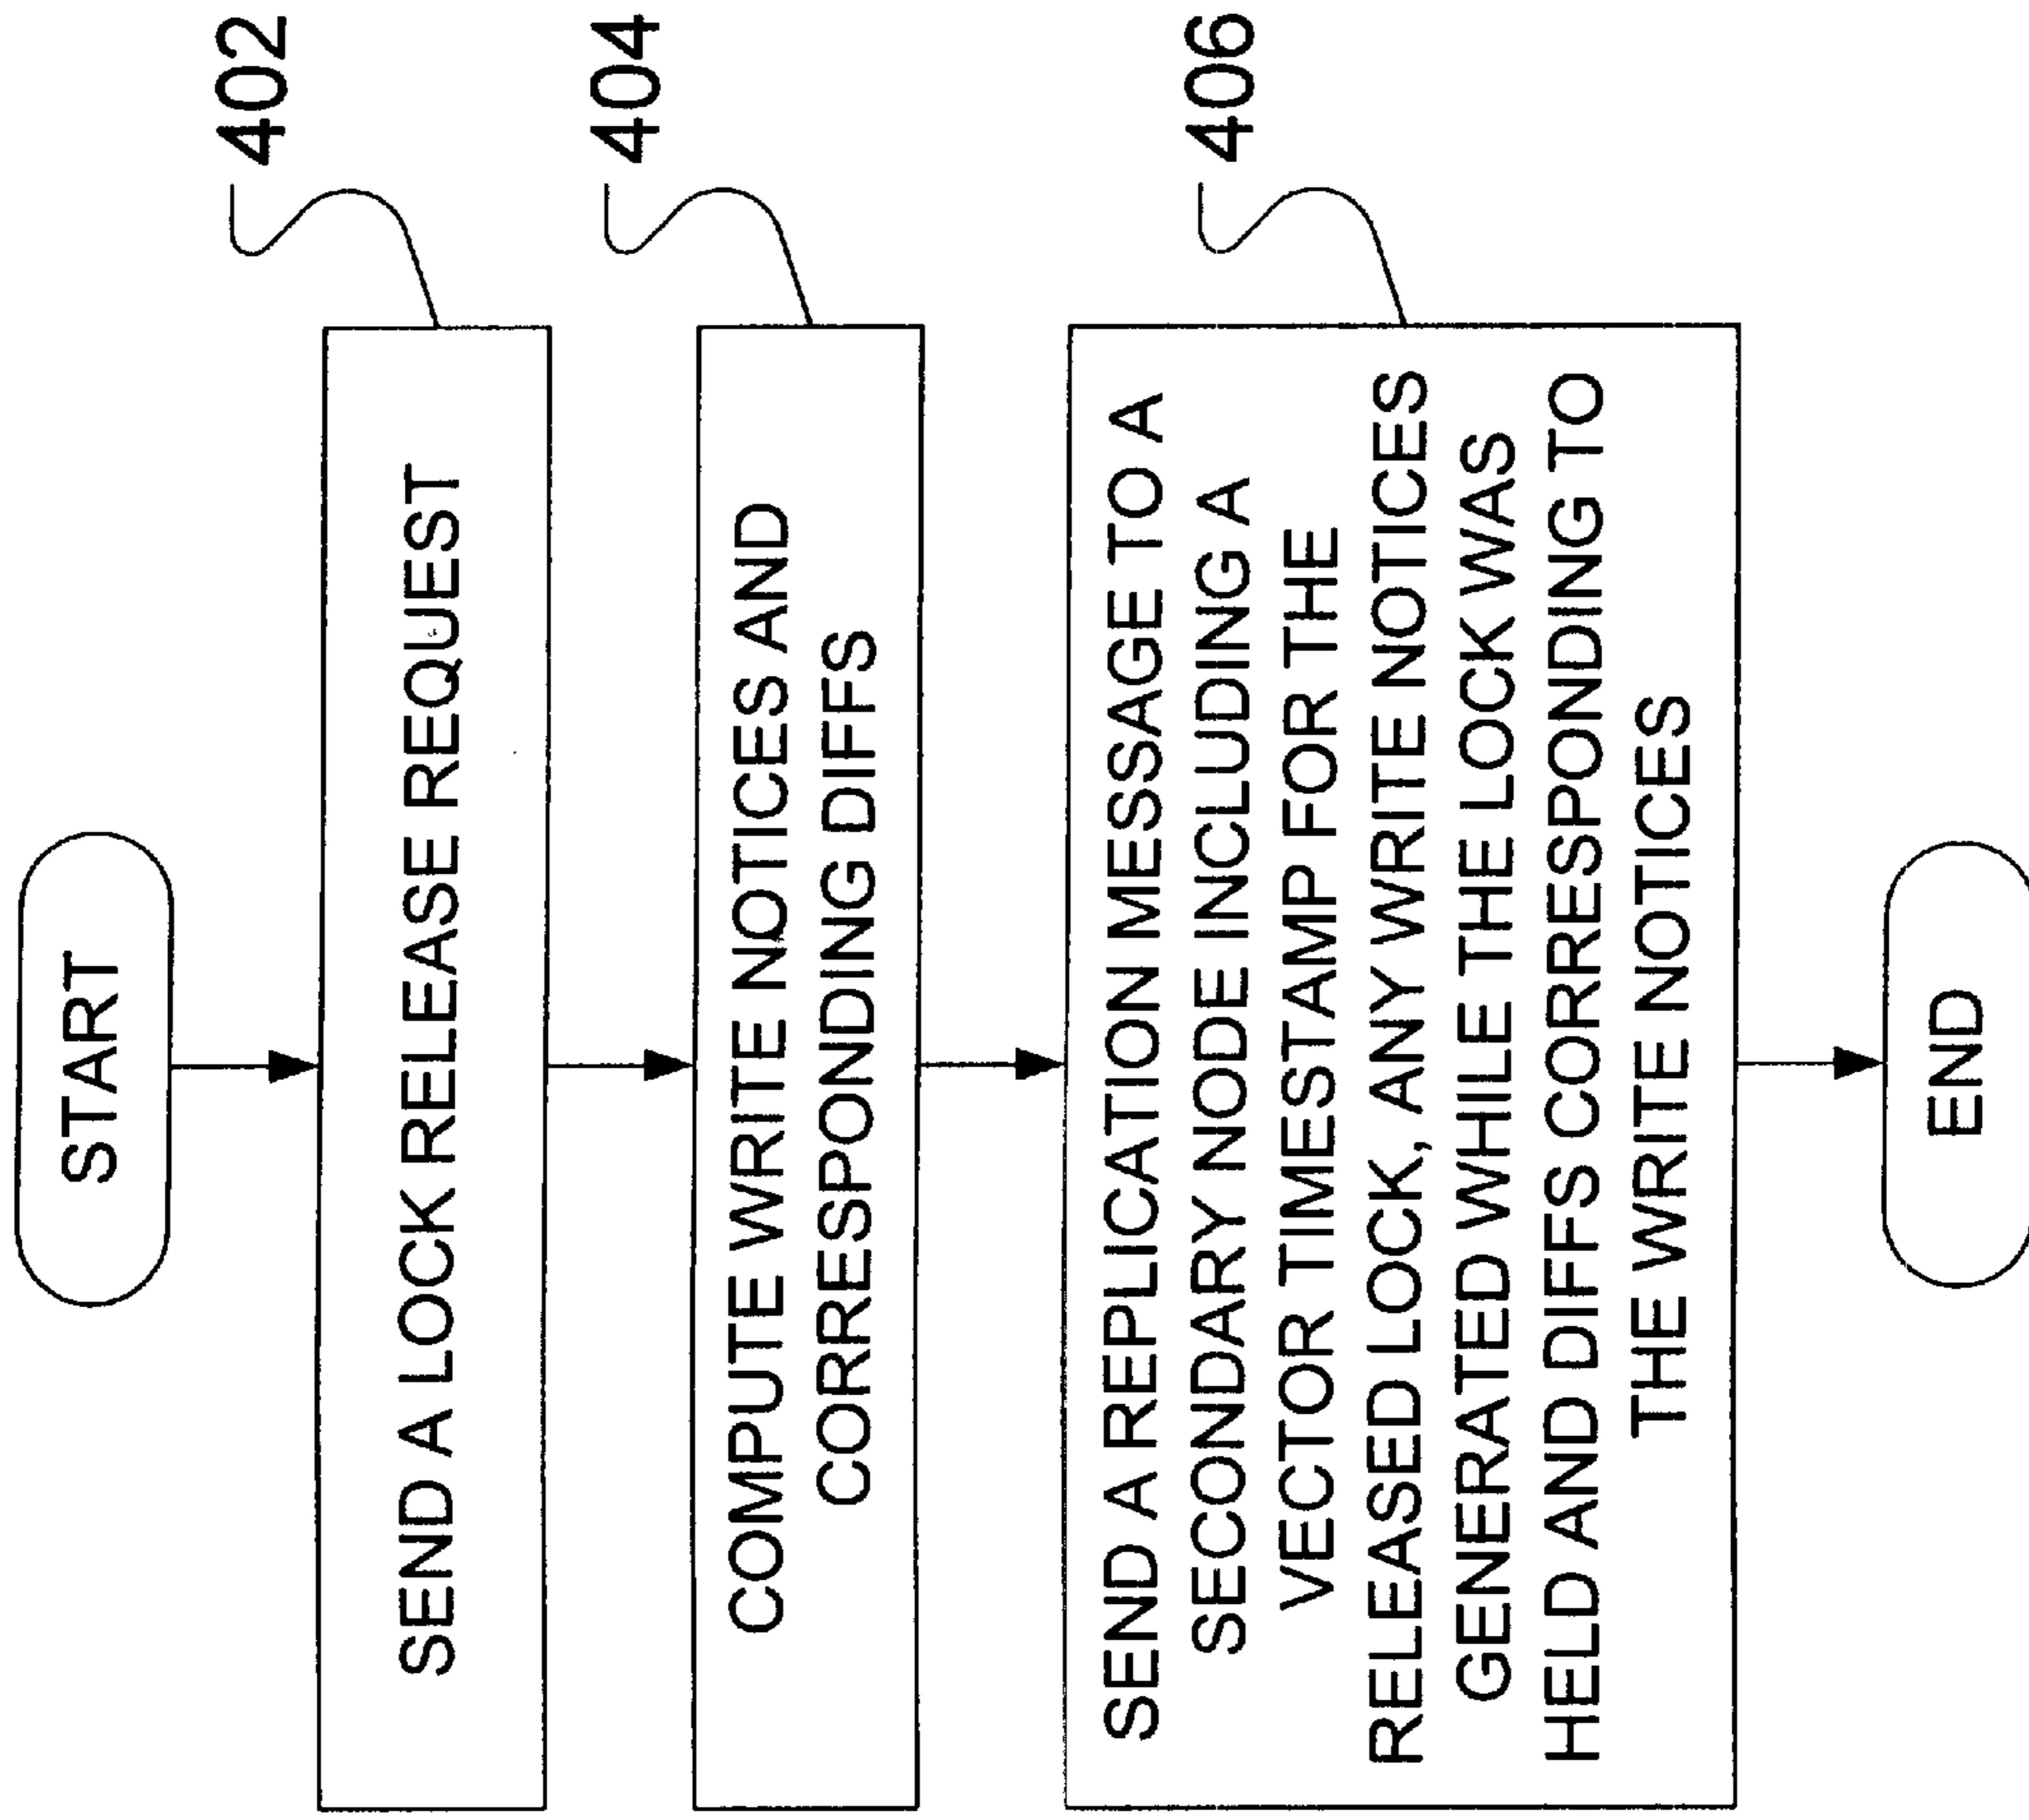 START
402
SEND A LOCK RELEASE REQUEST
404
COMPUTE WRITE NOTICES AND
CORRESPONDING DIFFS
406
SEND A REPLICATION MESSAGE TO A
SECONDARY NODE INCLUDING A
VECTOR TIMESTAMP FOR THE
RELEASED LOCK, ANY WRITE NOTICES
GENERATED WHILE THE LOCK WAS
HELD AND DIFFS CORRESPONDING TO
THE WRITE NOTICES
END